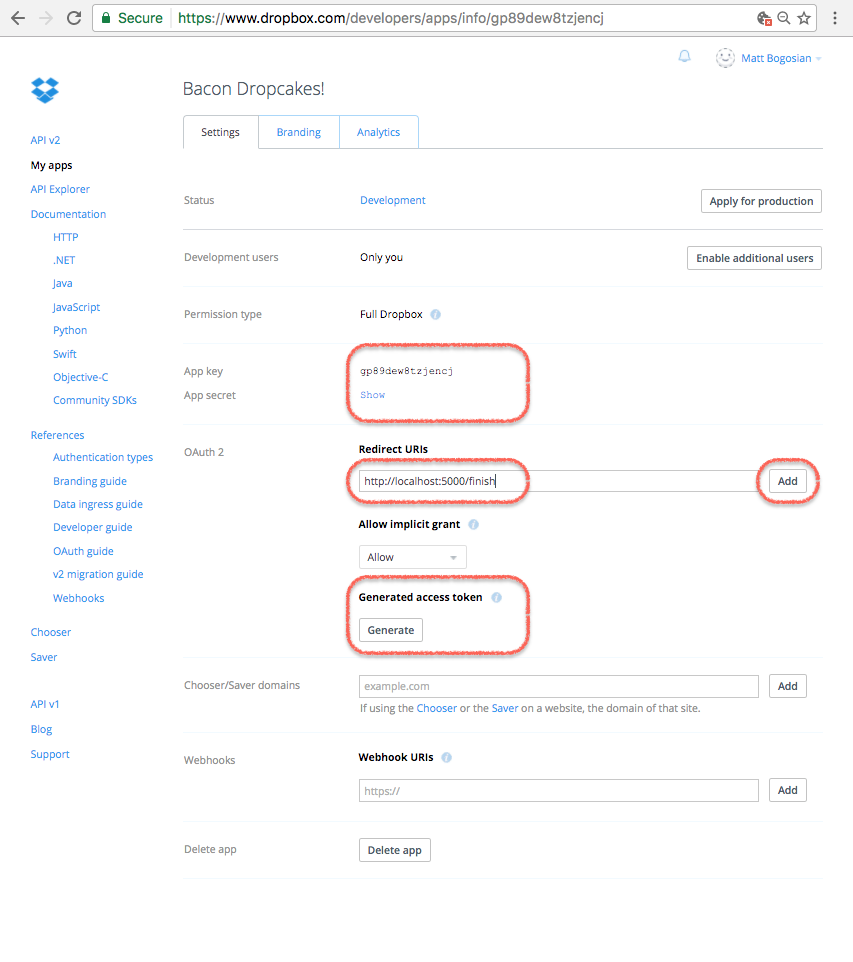 Secure https://www.dropbox.com/developers/apps/info/gp89dew8tzjencj
Matt Bogosian
Bacon Dropcakes!
Settings Branding Analytics
API v2
My apps
API Explorer
Documentation
HTTP
.NET
Java
JavaScript
Python
Swift
Objective-C
Community SDKs
References
Authentication types
Branding guide
Data ingress guide
Developer guide
OAuth guide
v2 migration guide
Webhooks
Chooser
Saver
API v1
Blog
Support
Status Development Apply for production
Development users Only you Enable additional users
Permission type Full Dropbox i
App key gp89dew8tzjencj
App secret Show
OAuth 2 Redirect URIs
http://localhost:5000/finish Add
Allow implicit grant i
Allow
Generated access token i
Generate
Chooser/Saver domains example.com Add
If using the Chooser or the Saver on a website, the domain of that site.
Webhooks Webhook URIs i
https:// Add
Delete app Delete app